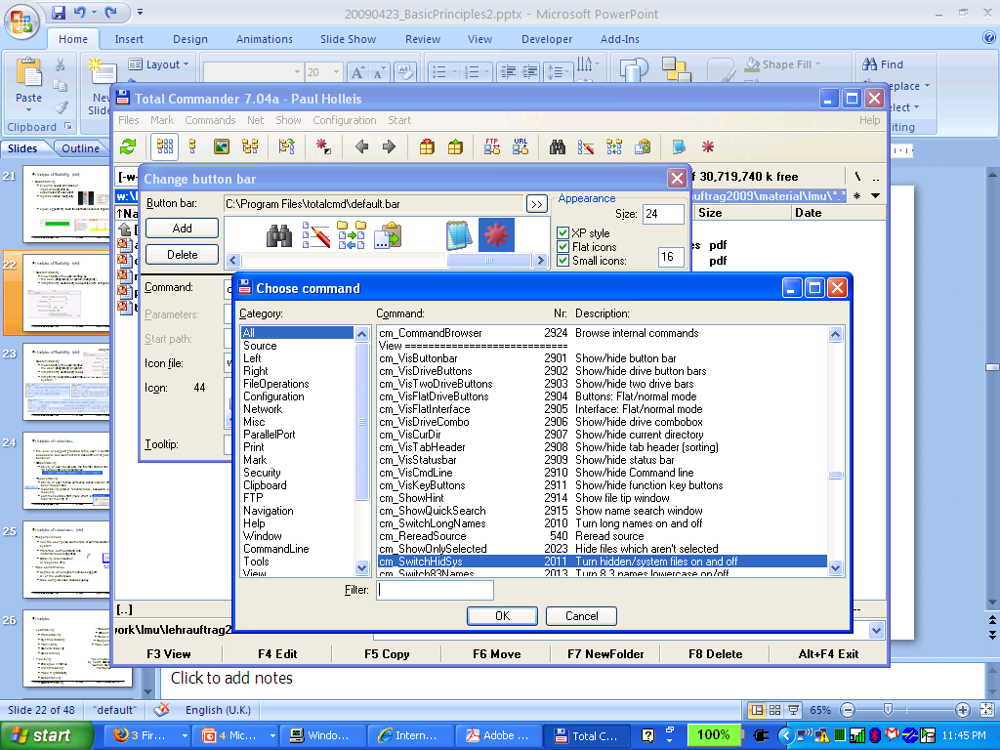 20090423_BasicPrinciples2.pptx - Microsoft PowerPoint
Home Insert Design Animations Slide Show Review View Developer Add-Ins
Layout 20 Shape Fill Find
Paste New
Slide
Clipboard
Slides Outline
Total Commander 7.04a - Paul Holleis
Files Mark Commands Net Show Configuration Start Help
FTP URL
Change button bar
Button bar: C:\Program Files\totalcmd\default.bar >>
Add
Delete
Appearance
Size: 24
XP style
Flat icons
Small icons: 16
Command:
Parameters:
Start path:
Icon file:
Icon: 44
Tooltip:
f 30,719,740 k free \ ..
uftrag2009\material\lmu\*.* *
Size Date
pdf
pdf
Choose command
Category: Command: Nr: Description:
All
Source
Left
Right
FileOperations
Configuration
Network
Misc
ParallelPort
Print
Mark
Security
Clipboard
FTP
Navigation
Help
Window
CommandLine
Tools
View
cm_CommandBrowser 2924 Browse internal commands
View ============================
cm_VisButtonbar 2901 Show/hide button bar
cm_VisDriveButtons 2902 Show/hide drive button bars
cm_VisTwoDriveButtons 2903 Show/hide two drive bars
cm_VisFlatDriveButtons 2904 Buttons: Flat/normal mode
cm_VisFlatInterface 2905 Interface: Flat/normal mode
cm_VisDriveCombo 2906 Show/hide drive combobox
cm_VisCurDir 2907 Show/hide current directory
cm_VisTabHeader 2908 Show/hide tab header (sorting)
cm_VisStatusbar 2909 Show/hide status bar
cm_VisCmdLine 2910 Show/hide Command line
cm_VisKeyButtons 2911 Show/hide function key buttons
cm_ShowHint 2914 Show file tip window
cm_ShowQuickSearch 2915 Show name search window
cm_SwitchLongNames 2010 Turn long names on and off
cm_RereadSource 540 Reread source
cm_ShowOnlySelected 2023 Hide files which aren't selected
cm_SwitchHidSys 2011 Turn hidden/system files on and off
cm_Switch83Names 2013 Turn 8.3 names lowercase on/off
Filter:
OK Cancel
[..]
work\lmu\lehrauftrag2
F3 View F4 Edit F5 Copy F6 Move F7 NewFolder F8 Delete Alt+F4 Exit
21
22
23
24
25
26
Click to add notes
Slide 22 of 48 "default" English (U.K.) 65%
start 3 Fir... 4 Mic... Windo... Intern... Adobe ... Total C... 100% 11:45 PM